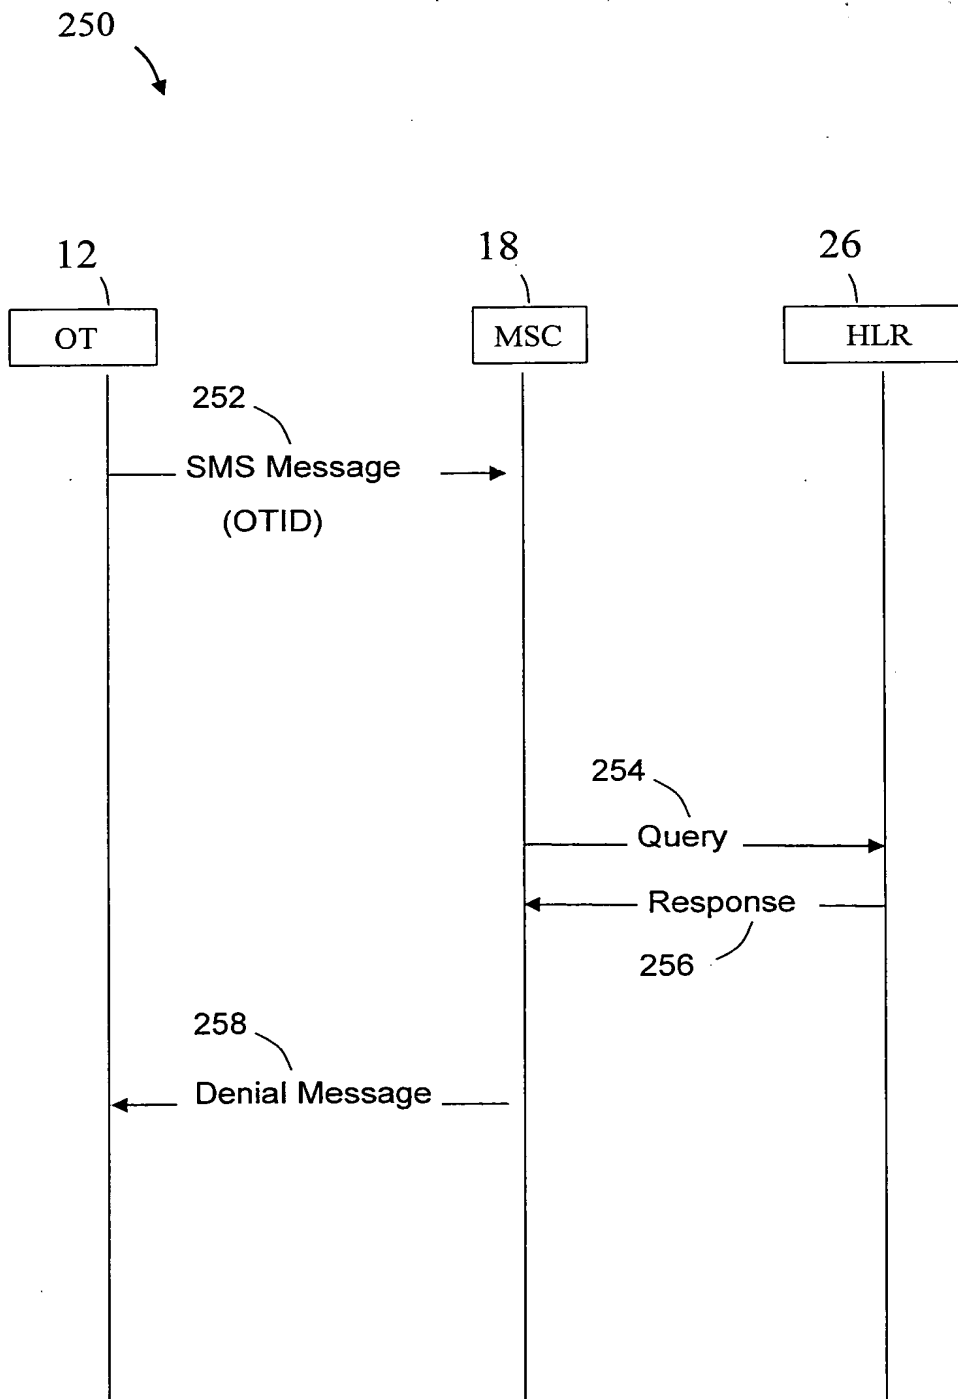 250
12
18
26
OT
MSC
HLR
252
SMS Message
(OTID)
254
Query
Response
256
258
Denial Message